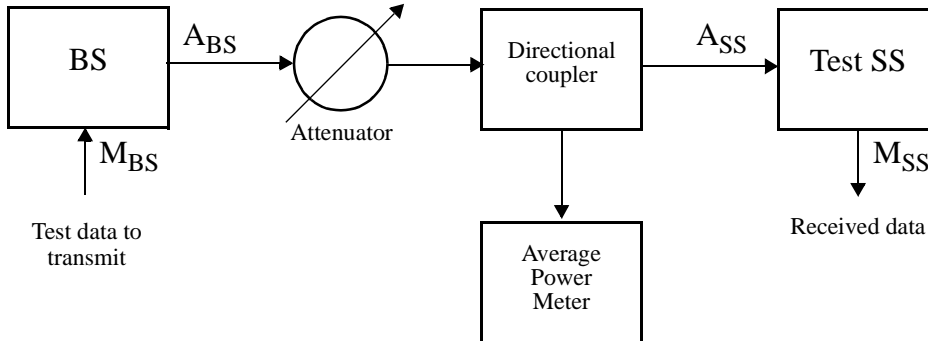 BS
A_BS
Attenuator
Directional
coupler
A_SS
Test SS
M_BS
M_SS
Test data to
transmit
Average
Power
Meter
Received data